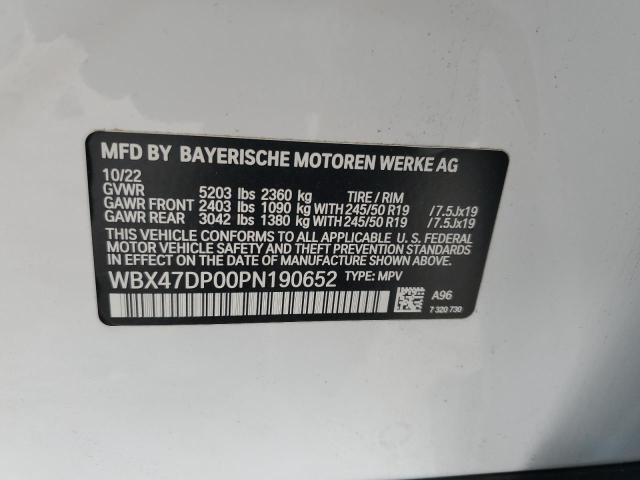 MFD BY BAYERISCHE MOTOREN WERKE AG
10/22
GVWR 5203 lbs 2360 kg TIRE / RIM
GAWR FRONT 2403 lbs 1090 kg WITH 245/50 R19 /7.5Jx19
GAWR REAR 3042 lbs 1380 kg WITH 245/50 R19 /7.5Jx19
THIS VEHICLE CONFORMS TO ALL APPLICABLE U. S. FEDERAL
MOTOR VEHICLE SAFETY AND THEFT PREVENTION STANDARDS
IN EFFECT ON THE DATE OF MANUFACTURE SHOWN ABOVE.
WBX47DP00PN190652 TYPE: MPV
A96
7 320 730